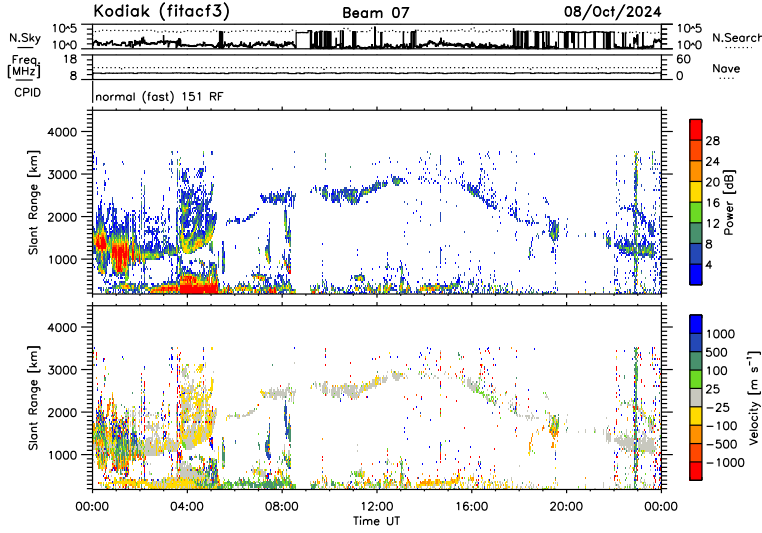 Kodiak (fitacf3) Beam 07 08/Oct/2024
10^5 10^5
N.Sky N.Search
10^0 10^0
Freq. 18 60
[MHz] Nave
8 0
CPID normal (fast) 151 RF
4000
3000
2000
1000
Slant Range [km]
28
24
20
16
12
8
4
Power [dB]
4000
3000
2000
1000
Slant Range [km]
1000
500
100
25
-25
-100
-500
-1000
Velocity [m s⁻¹]
00:00 04:00 08:00 12:00 16:00 20:00 00:00
Time UT